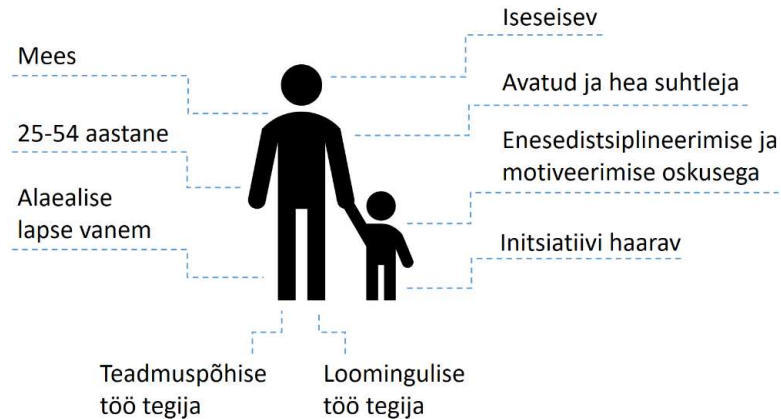 Mees
25-54 aastane
Alaealise
lapse vanem
Iseseisev
Avatud ja hea suhtleja
Enesedistsiplineerimise ja
motiveerimise oskusega
Initsiatiivi haarav
Teadmuspõhise
töö tegija
Loomingulise
töö tegija